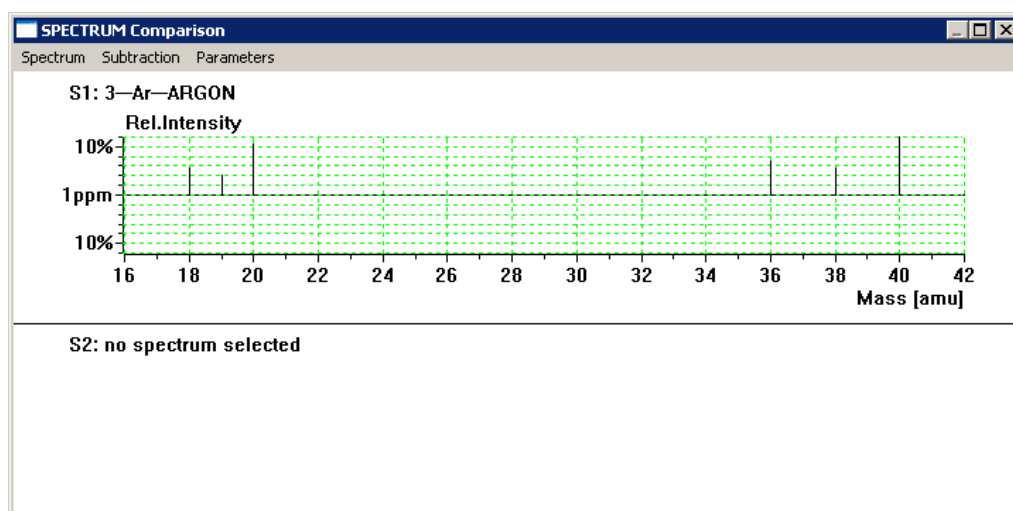 SPECTRUM Comparison
Spectrum Subtraction Parameters
S1: 3—Ar—ARGON
Rel.Intensity
10%
1ppm
10%
16 18 20 22 24 26 28 30 32 34 36 38 40 42
Mass [amu]
S2: no spectrum selected